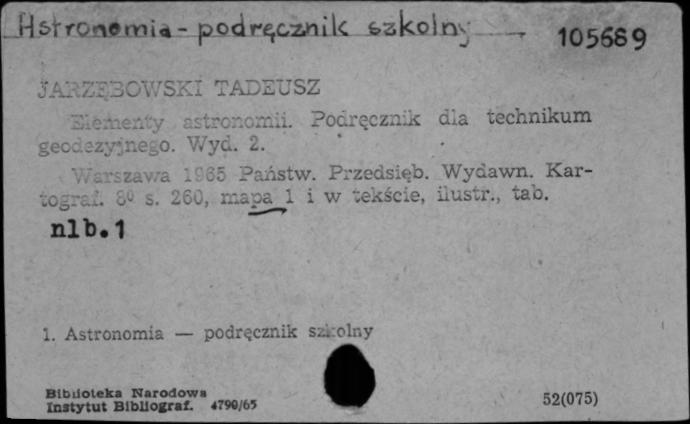 Astronomia - podręcznik szkolny
105689
JARZĘBOWSKI TADEUSZ
Elementy astronomii. Podręcznik dla technikum
geodezyjnego. Wyd. 2.
Warszawa 1965 Państw. Przedsięb. Wydawn. Kar-
tograf. 8⁰ s. 260, mapa 1 i w tekście, ilustr., tab.
nlb.1
1. Astronomia — podręcznik szkolny
Biblioteka Narodowa
Instytut Bibliograf. 4790/65
52(075)